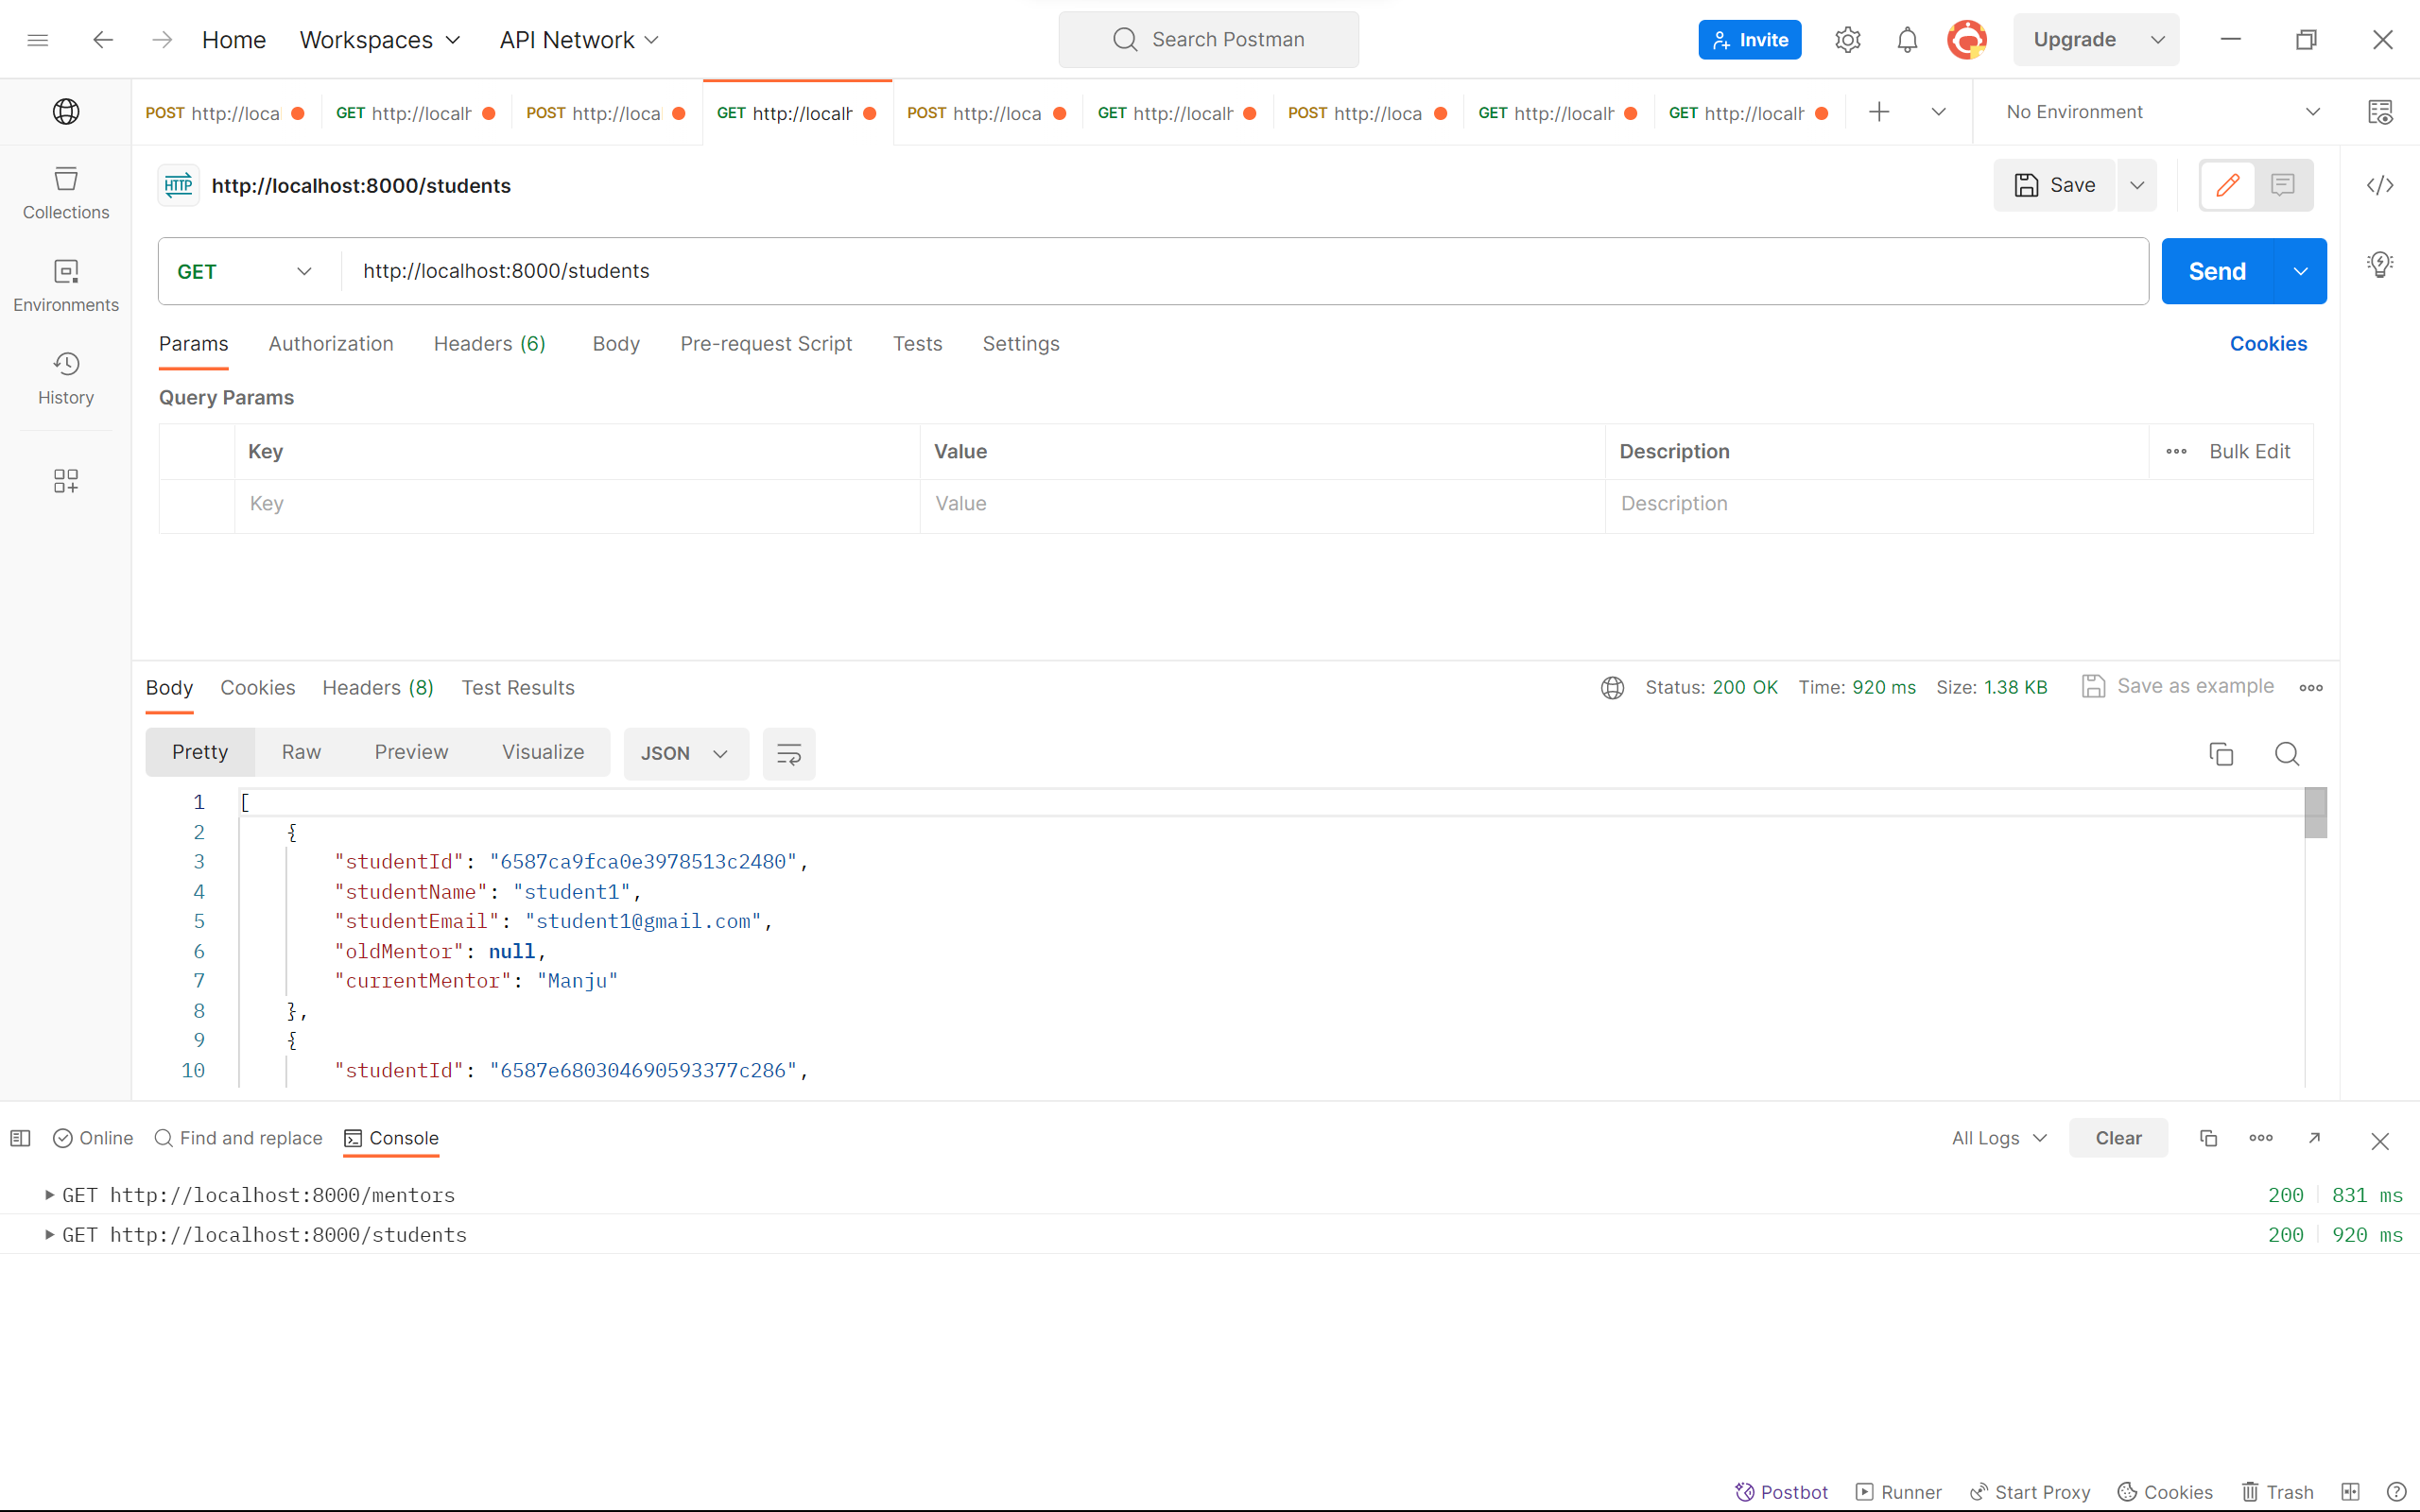 Home Workspaces API Network Search Postman Invite Upgrade
POST http://loca GET http://localh POST http://loca GET http://localh POST http://loca GET http://localh POST http://loca GET http://localh GET http://localh No Environment
Collections
Environments
History
HTTP http://localhost:8000/students Save
GET http://localhost:8000/students Send
Params Authorization Headers (6) Body Pre-request Script Tests Settings Cookies
Query Params
Key Value Description Bulk Edit
Key Value Description
Body Cookies Headers (8) Test Results Status: 200 OK Time: 920 ms Size: 1.38 KB Save as example
Pretty Raw Preview Visualize JSON
1 [
2 {
3 "studentId": "6587ca9fca0e3978513c2480",
4 "studentName": "student1",
5 "studentEmail": "student1@gmail.com",
6 "oldMentor": null,
7 "currentMentor": "Manju"
8 },
9 {
10 "studentId": "6587e680304690593377c286",
Online Find and replace Console All Logs Clear
GET http://localhost:8000/mentors 200 831 ms
GET http://localhost:8000/students 200 920 ms
Postbot Runner Start Proxy Cookies Trash